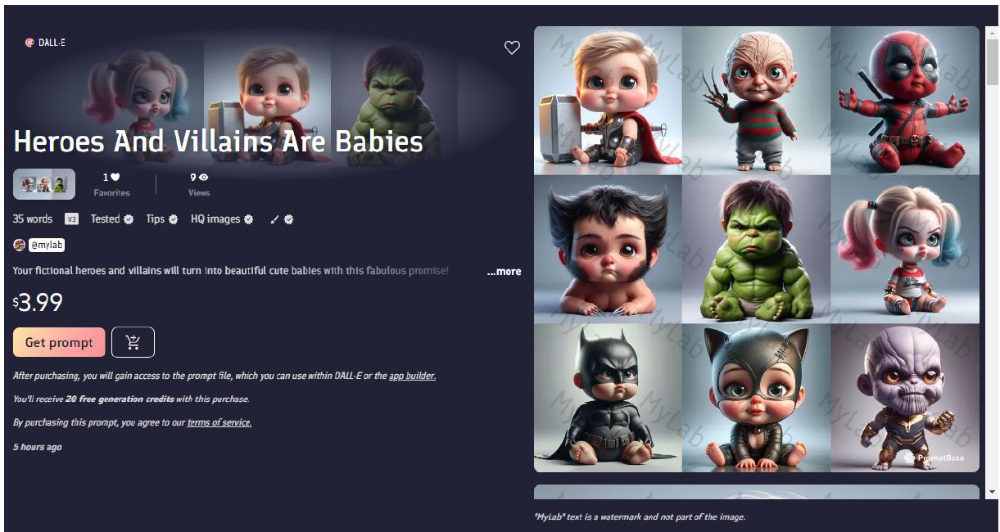 DALL·E
Heroes And Villains Are Babies
1
Favorites
9
Views
35 words V3 Tested Tips HQ images
@mylab
Your fictional heroes and villains will turn into beautiful cute babies with this fabulous promise!
...more
$3.99
Get prompt
After purchasing, you will gain access to the prompt file, which you can use within DALL·E or the app builder.
You'll receive 20 free generation credits with this purchase.
By purchasing this prompt, you agree to our terms of service.
5 hours ago
MyLab
PromptBase
"MyLab" text is a watermark and not part of the image.